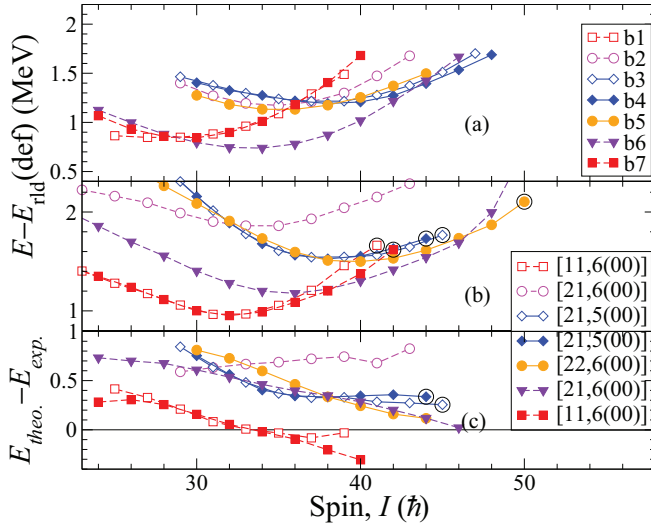 2
1.5
1
0.5
(a)
b1
b2
b3
b4
b5
b6
b7
E−E_rld(def) (MeV)
2
1
(b)
[11,6(00)]
[21,6(00)]
[21,5(00)]
[21,5(00)]
[22,6(00)]
[21,6(00)]
[11,6(00)]
0.5
0
(c)
E_theo.−E_exp.
30 40 50
Spin, I (ħ)